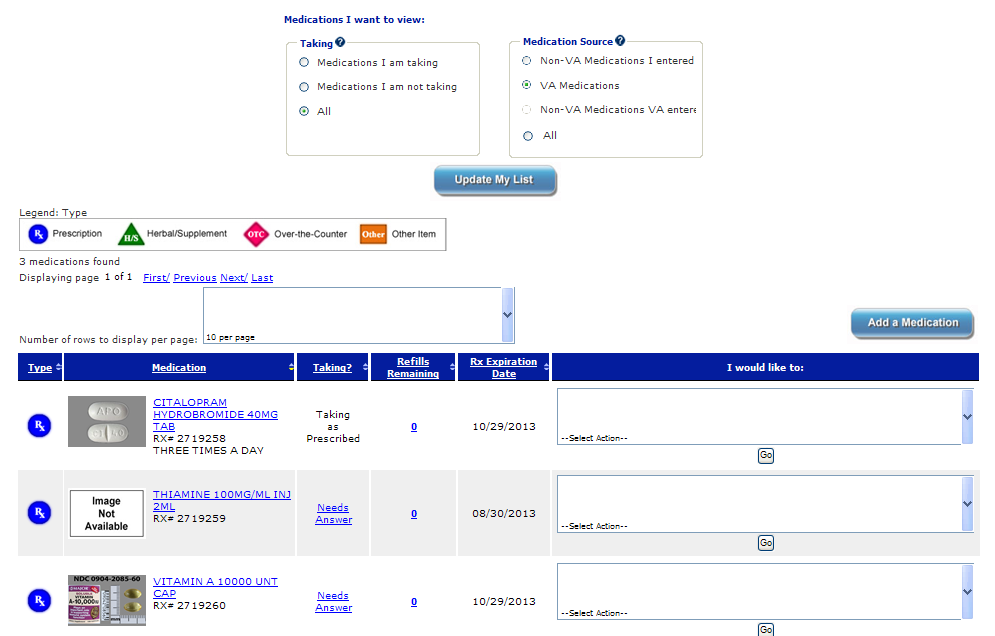 Medications I want to view:
Taking
Medication Source
Medications I am taking
Non-VA Medications I entered
Medications I am not taking
VA Medications
All
Non-VA Medications VA entere
All
Update My List
Legend: Type
Rx Prescription H/S Herbal/Supplement OTC Over-the-Counter Other Other Item
3 medications found
Displaying page 1 of 1 First/ Previous Next/ Last
Number of rows to display per page: 10 per page
Add a Medication
Type Medication Taking? Refills Remaining Rx Expiration Date I would like to:
Rx
APO
CIT 40
CITALOPRAM
HYDROBROMIDE 40MG
TAB
RX# 2719258
THREE TIMES A DAY
Taking
as
Prescribed
0
10/29/2013
--Select Action--
Go
Rx
Image
Not
Available
THIAMINE 100MG/ML INJ
2ML
RX# 2719259
Needs
Answer
0
08/30/2013
--Select Action--
Go
Rx
NDC 0904-2085-60
VITAMIN
A-10,000
VITAMIN A 10000 UNT
CAP
RX# 2719260
Needs
Answer
0
10/29/2013
--Select Action--
Go